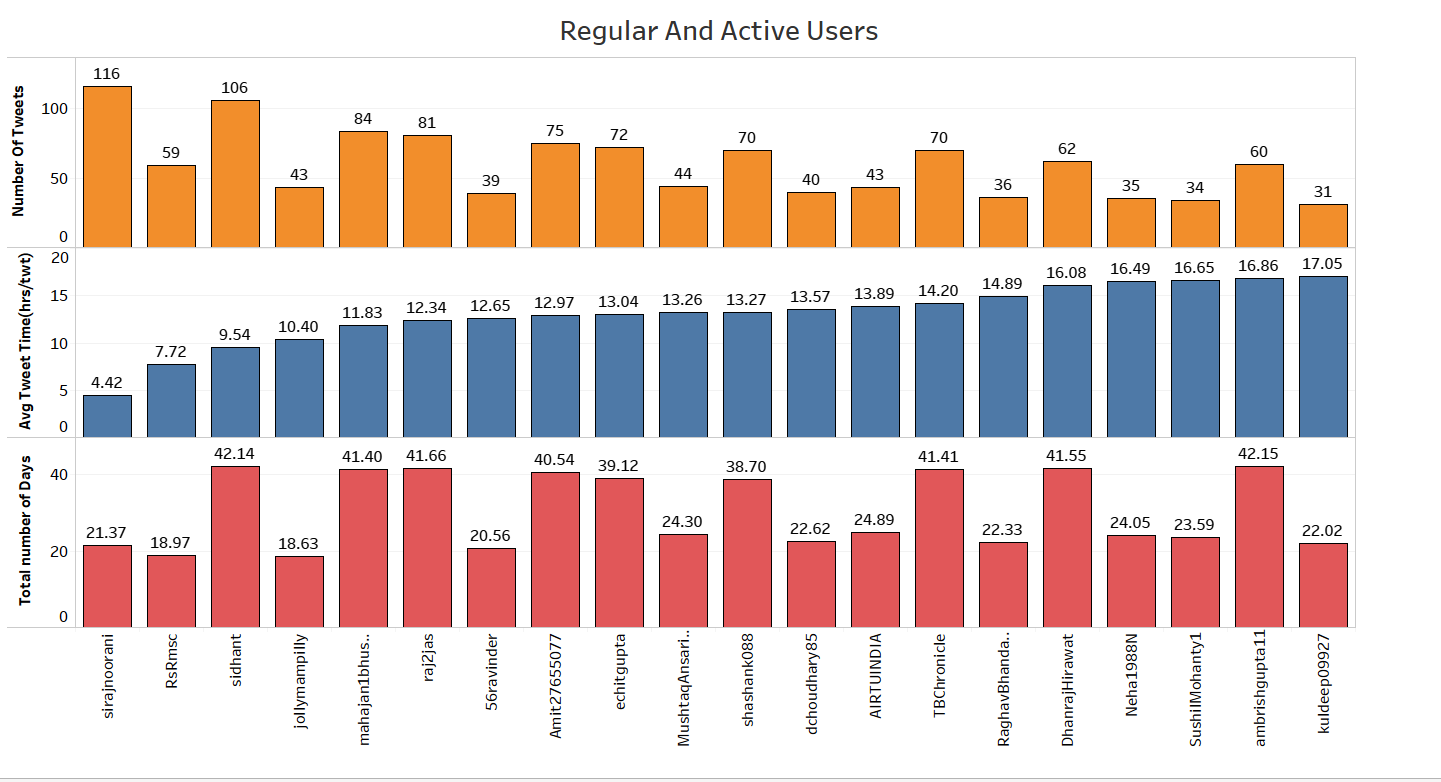 Regular And Active Users
Number Of Tweets
100
50
0
116
59
106
43
84
81
39
75
72
44
70
40
43
70
36
62
35
34
60
31
Avg Tweet Time(hrs/twt)
20
15
10
5
0
4.42
7.72
9.54
10.40
11.83
12.34
12.65
12.97
13.04
13.26
13.27
13.57
13.89
14.20
14.89
16.08
16.49
16.65
16.86
17.05
Total number of Days
40
20
0
21.37
18.97
42.14
18.63
41.40
41.66
20.56
40.54
39.12
24.30
38.70
22.62
24.89
41.41
22.33
41.55
24.05
23.59
42.15
22.02
sirajnoorani
RsRmsc
sidhant
jollymampilly
mahajan1bhus..
raj2jas
56ravinder
Amit27655077
echitgupta
MushtaqAnsari..
shashank088
dchoudhary85
AIRTUINDIA
TBChronicle
RaghavBhanda..
DhanrajHirawat
Neha1988N
SushilMohanty1
ambrishgupta11
kuldeep09927